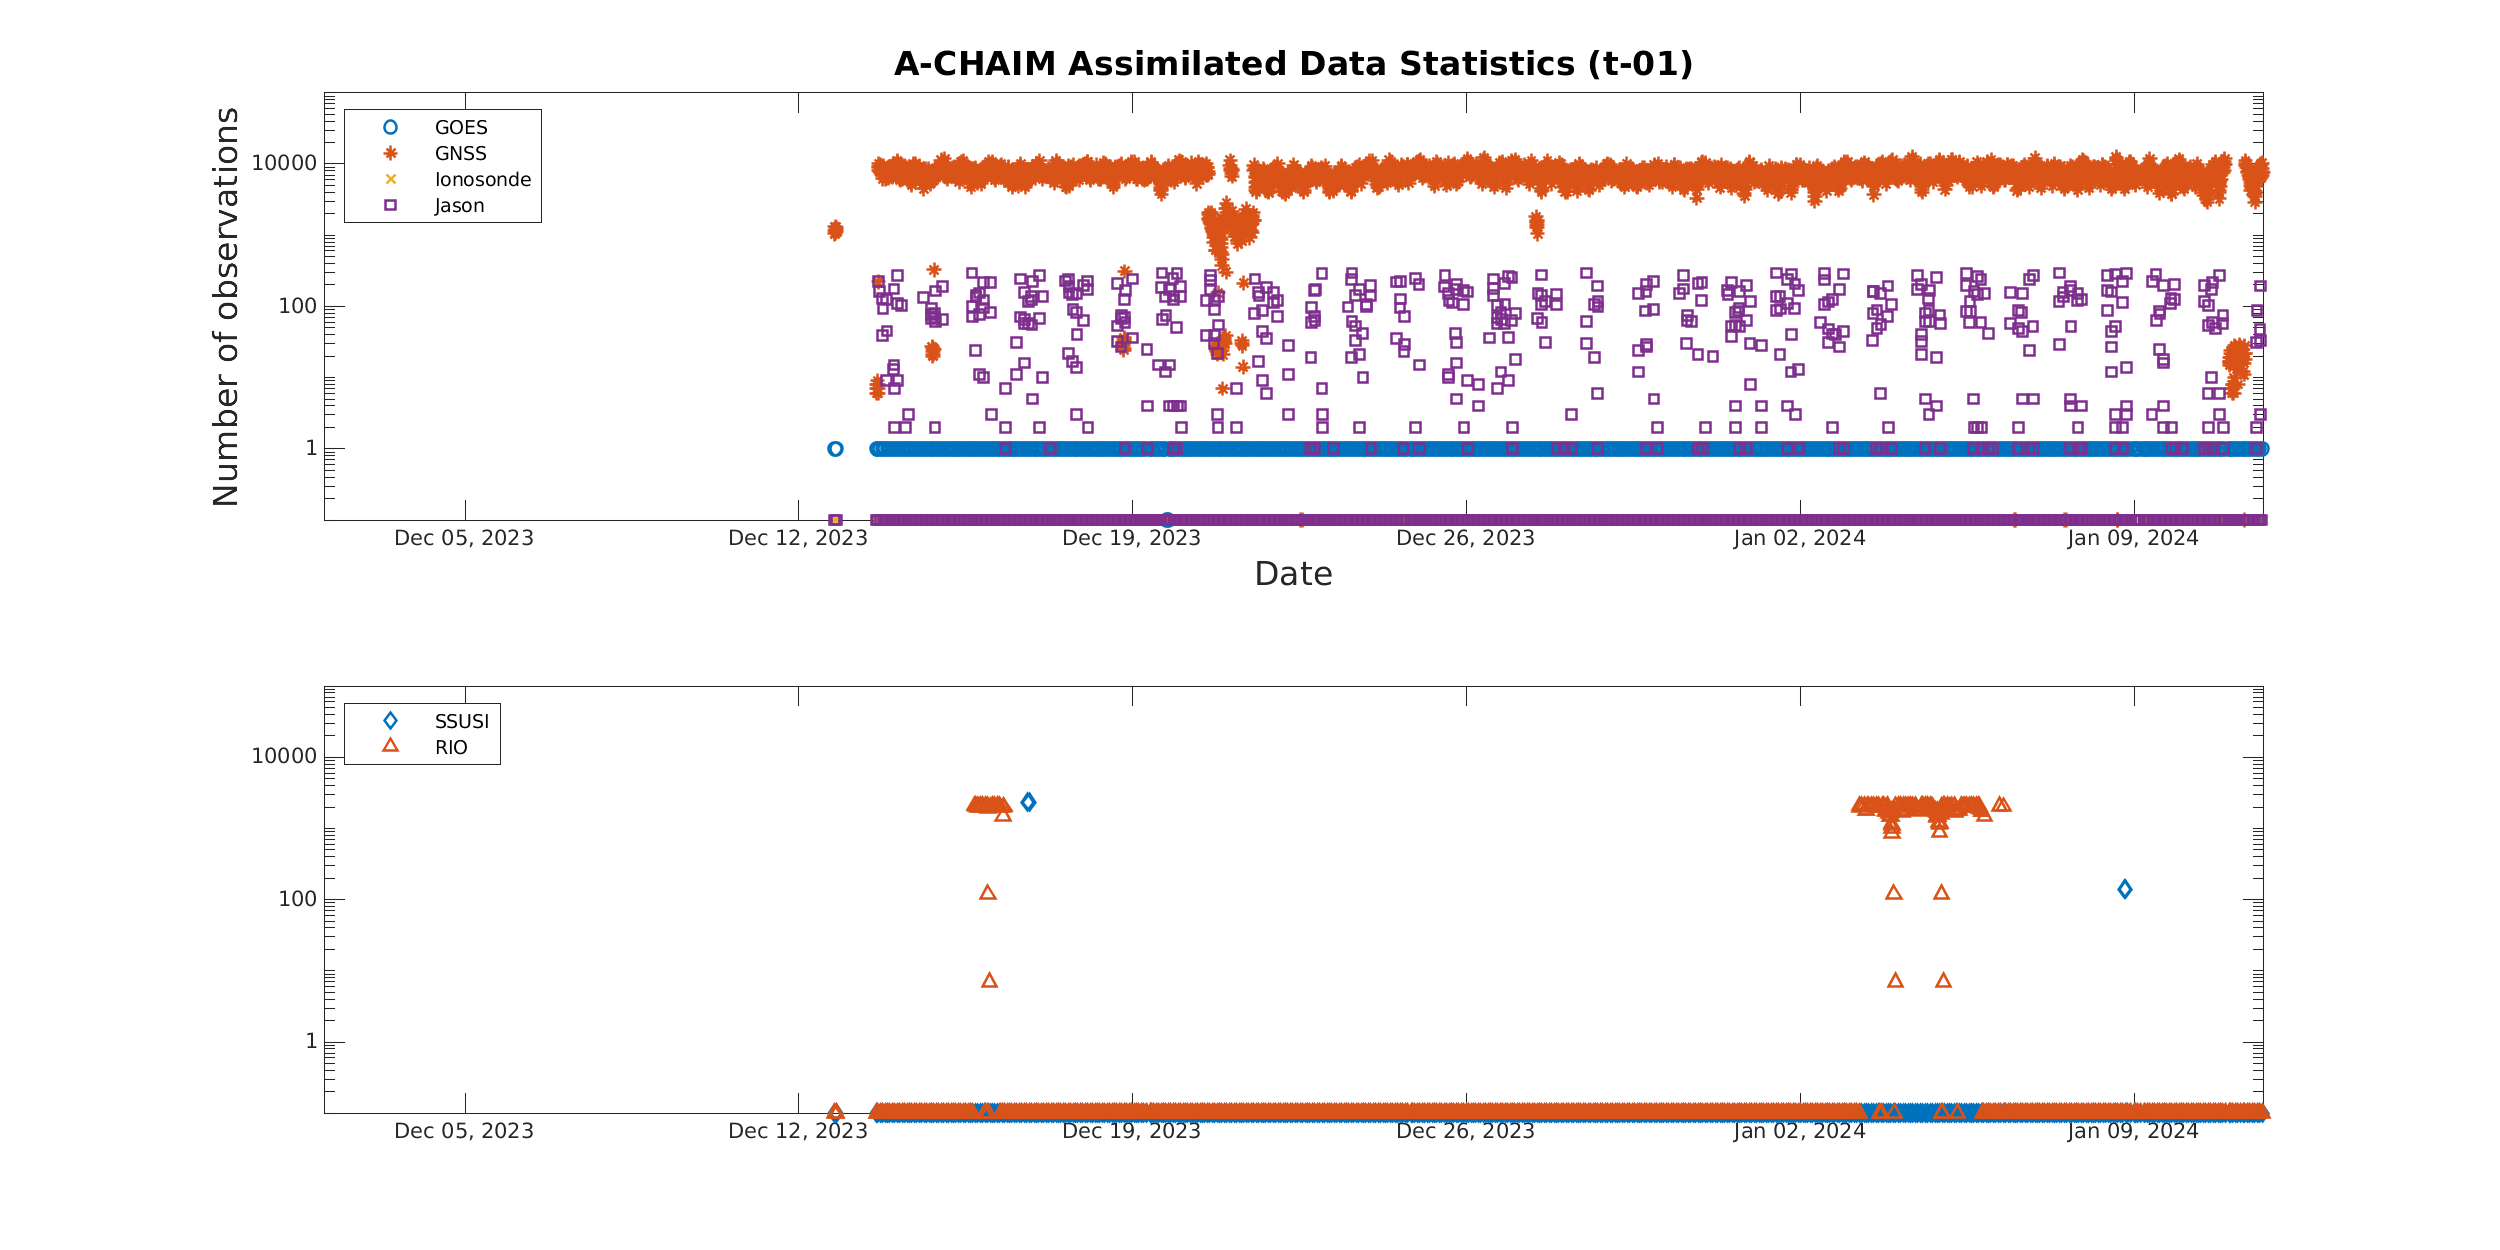 A-CHAIM Assimilated Data Statistics (t-01)
Number of observations
10000
100
1
GOES
GNSS
Ionosonde
Jason
Dec 05, 2023
Dec 12, 2023
Dec 19, 2023
Dec 26, 2023
Jan 02, 2024
Jan 09, 2024
Date
10000
100
1
SSUSI
RIO
Dec 05, 2023
Dec 12, 2023
Dec 19, 2023
Dec 26, 2023
Jan 02, 2024
Jan 09, 2024